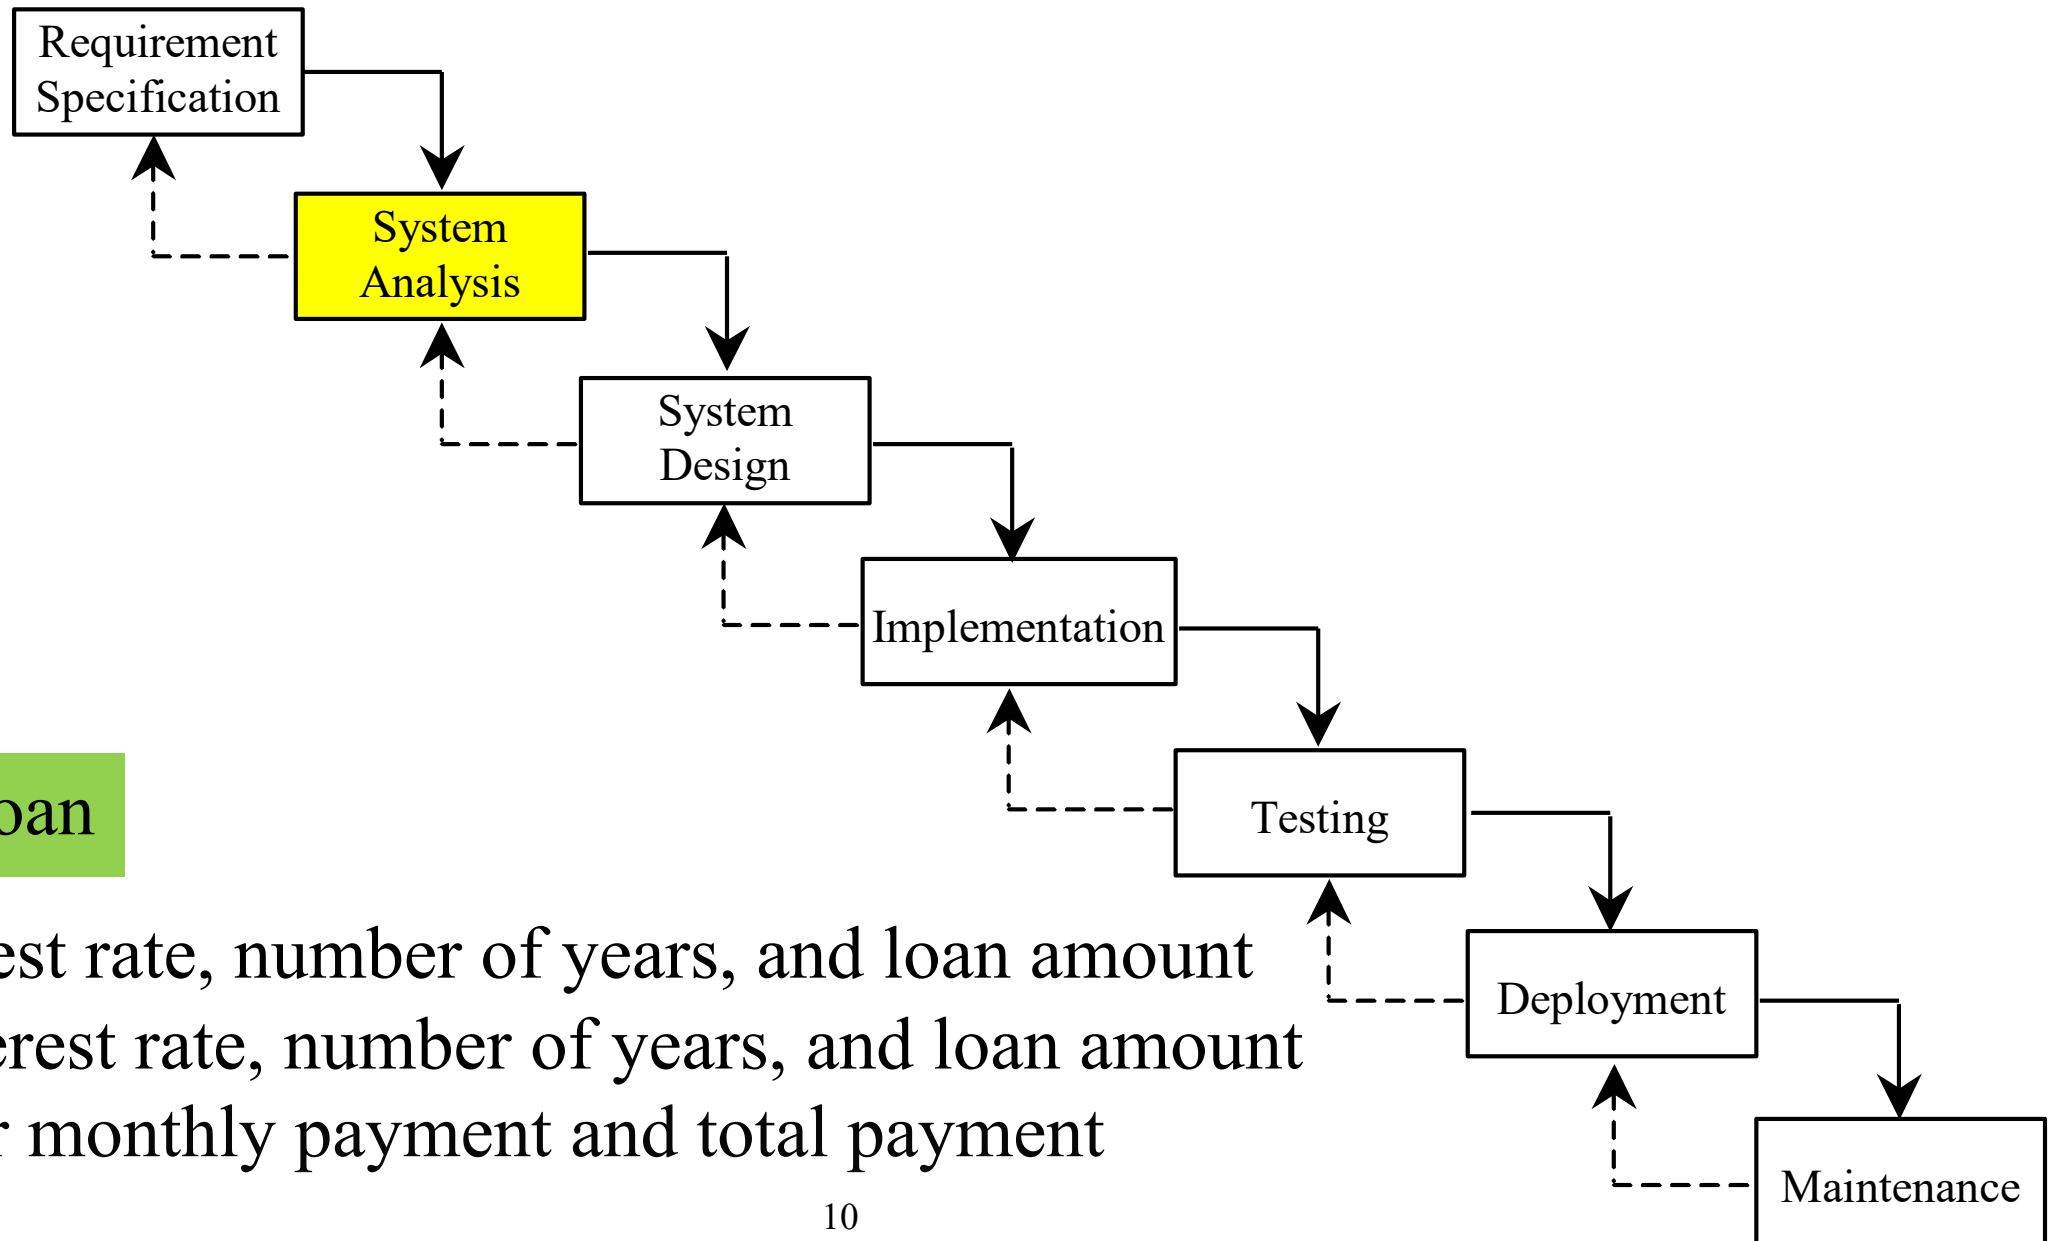 Requirement
Specification
System
Analysis
System
Design
Implementation
Testing
oan
Deployment
est rate, number of years, and loan amount
erest rate, number of years, and loan amount
r monthly payment and total payment
Maintenance
10